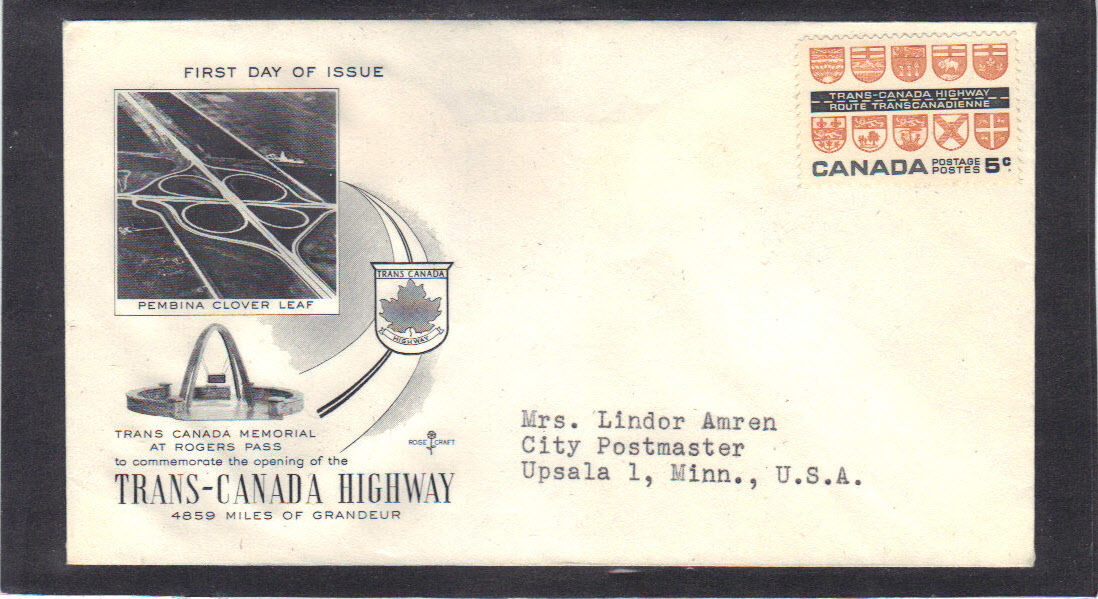 FIRST DAY OF ISSUE
PEMBINA CLOVER LEAF
TRANS CANADA
1
HIGHWAY
TRANS CANADA MEMORIAL
AT ROGERS PASS
to commemorate the opening of the
TRANS-CANADA HIGHWAY
4859 MILES OF GRANDEUR
ROSE CRAFT
TRANS-CANADA HIGHWAY
ROUTE TRANSCANADIENNE
CANADA POSTAGE POSTES 5c
Mrs. Lindor Amren
City Postmaster
Upsala 1, Minn., U.S.A.